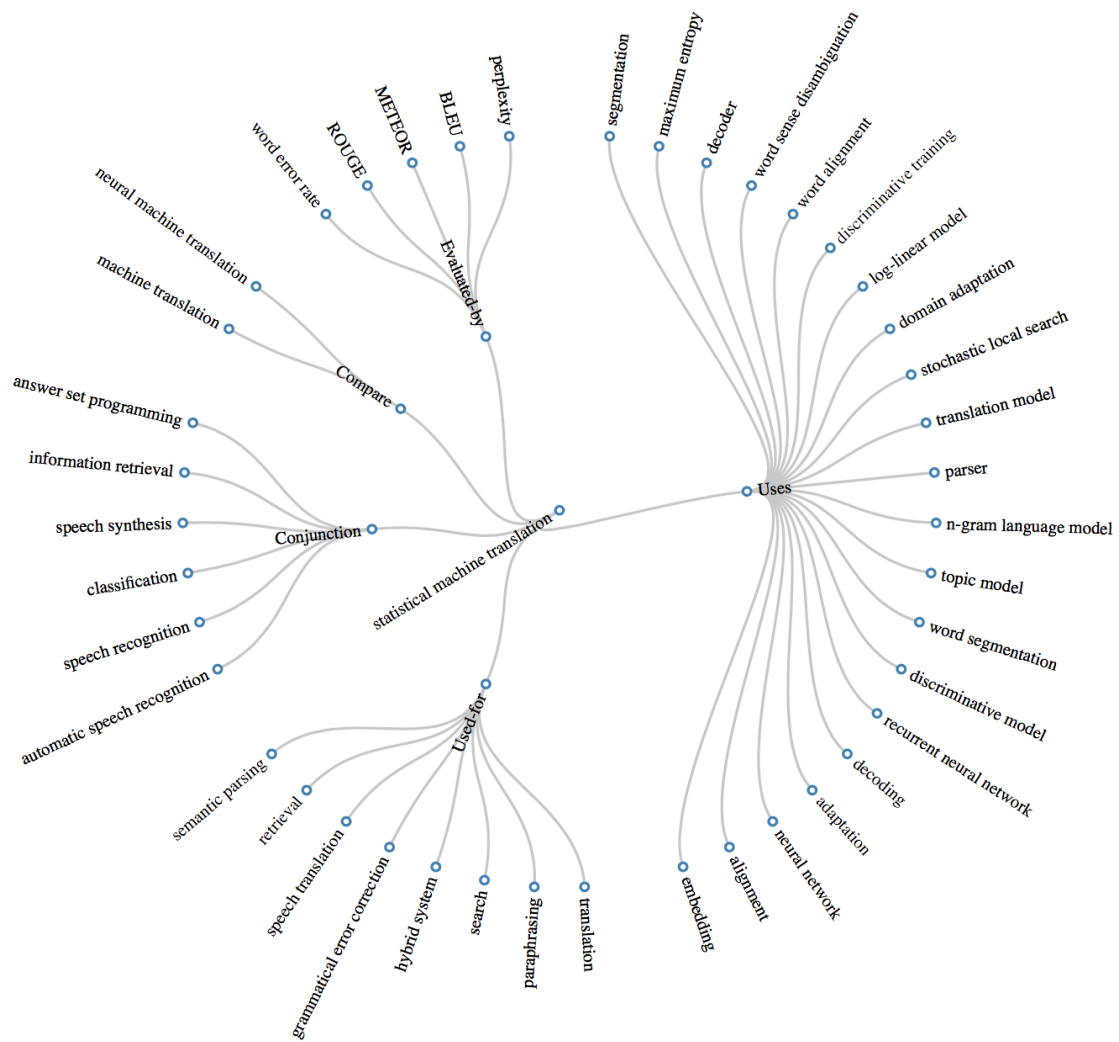 segmentation
maximum entropy
decoder
word sense disambiguation
word alignment
discriminative training
log-linear model
domain adaptation
stochastic local search
translation model
parser
n-gram language model
topic model
word segmentation
discriminative model
recurrent neural network
decoding
adaptation
neural network
alignment
embedding
Uses
perplexity
BLEU
METEOR
ROUGE
word error rate
Evaluated-by
neural machine translation
machine translation
Compare
answer set programming
information retrieval
speech synthesis
classification
speech recognition
automatic speech recognition
Conjunction
statistical machine translation
Used-for
semantic parsing
retrieval
speech translation
grammatical error correction
hybrid system
search
paraphrasing
translation